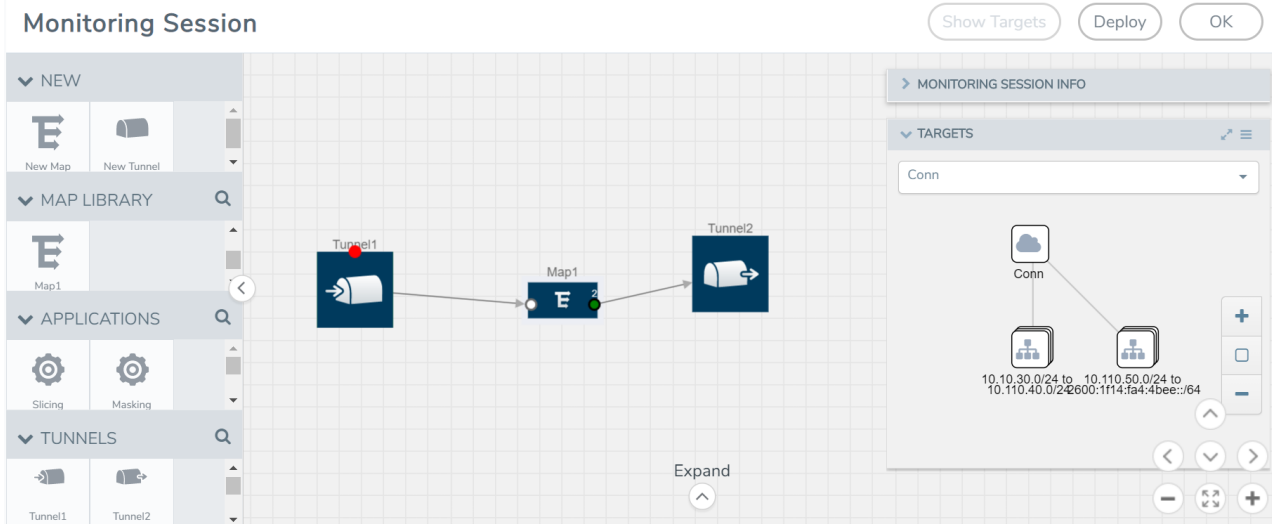 Monitoring Session
Show Targets
Deploy
OK
NEW
New Map
New Tunnel
MAP LIBRARY
Map1
APPLICATIONS
Slicing
Masking
TUNNELS
Tunnel1
Tunnel2
Tunnel1
Map1
2
Tunnel2
Expand
MONITORING SESSION INFO
TARGETS
Conn
Conn
10.10.30.0/24 to
10.110.40.0/24
10.110.50.0/24 to
2600:1f14:fa4:4bee::/64